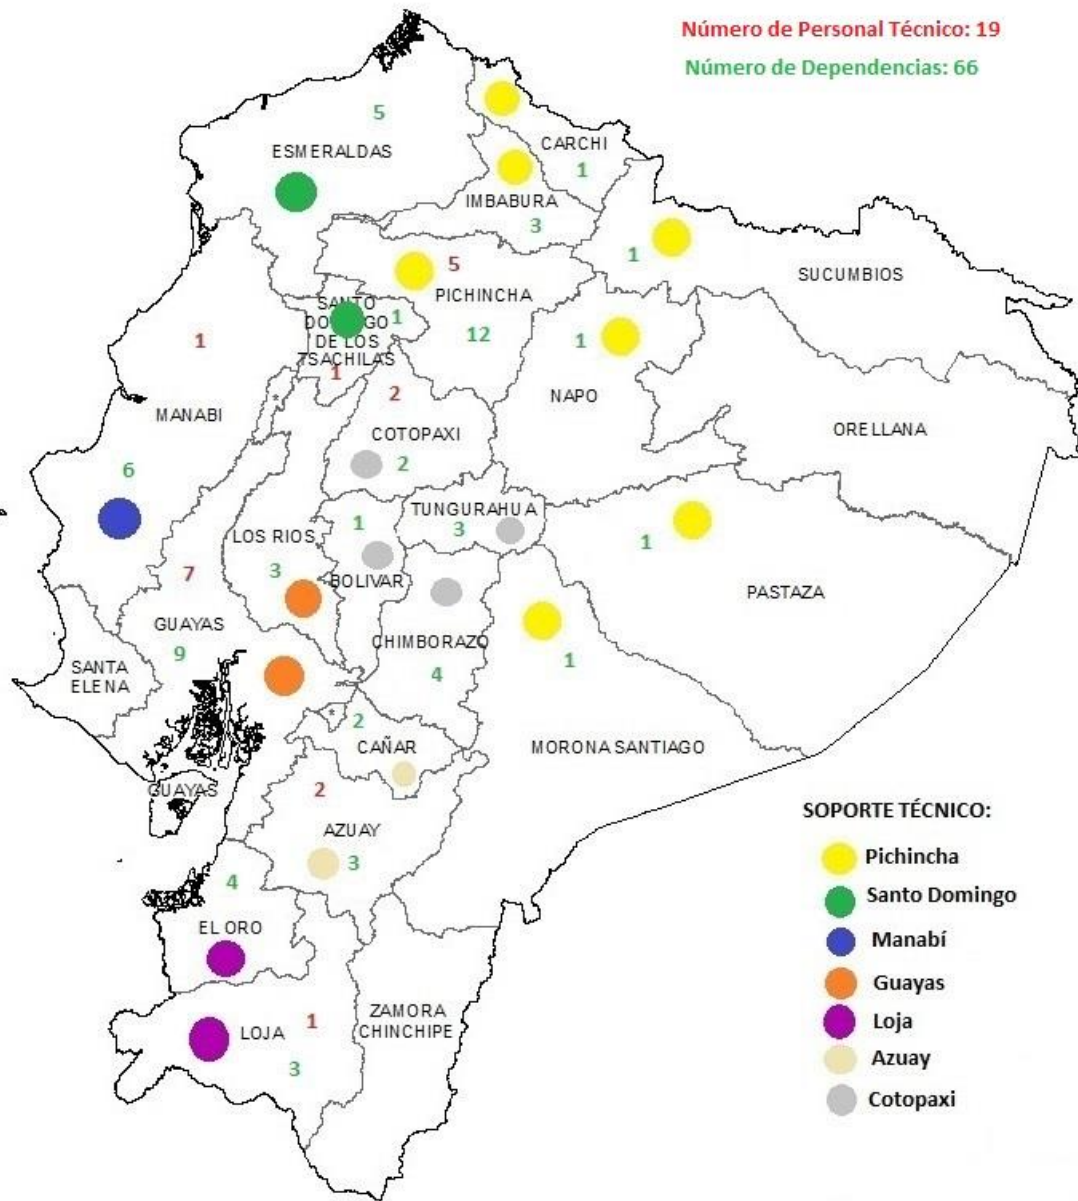 Número de Personal Técnico: 19
Número de Dependencias: 66
5
ESMERALDAS
CARCHI
1
IMBABURA
3
1
SUCUMBIOS
5
PICHINCHA
12
SANTO
DOMINGO
DE LOS
TSACHILAS
1
1
1
NAPO
1
MANABI
6
2
COTOPAXI
2
ORELLANA
TUNGURAHUA
3
1
BOLIVAR
LOS RIOS
3
1
PASTAZA
7
GUAYAS
9
CHIMBORAZO
4
1
MORONA SANTIAGO
SANTA
ELENA
*
*
2
CAÑAR
GUAYAS
2
AZUAY
3
4
EL ORO
LOJA
1
3
ZAMORA
CHINCHIPE
SOPORTE TÉCNICO:
Pichincha
Santo Domingo
Manabí
Guayas
Loja
Azuay
Cotopaxi